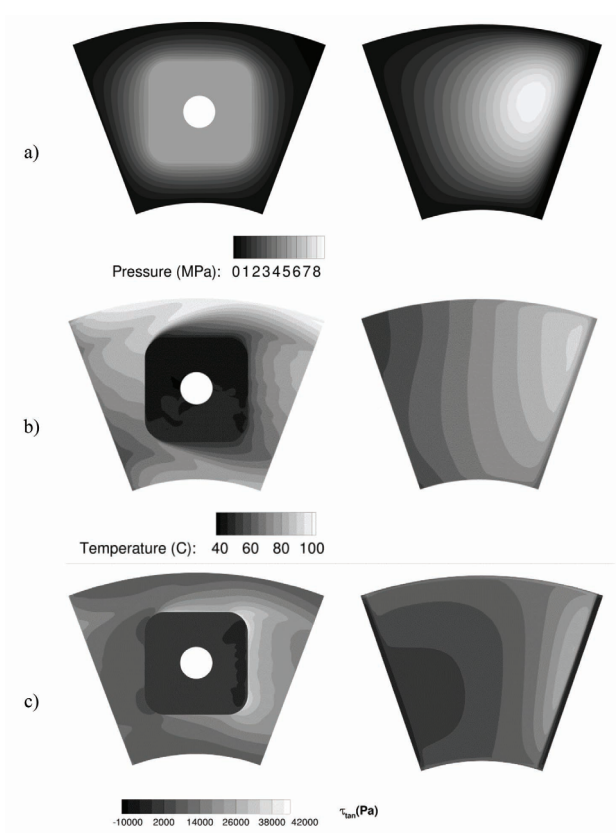 a)
Pressure (MPa): 0 1 2 3 4 5 6 7 8
b)
Temperature (C): 40 60 80 100
c)
-10000 2000 14000 26000 38000 42000 τtan(Pa)